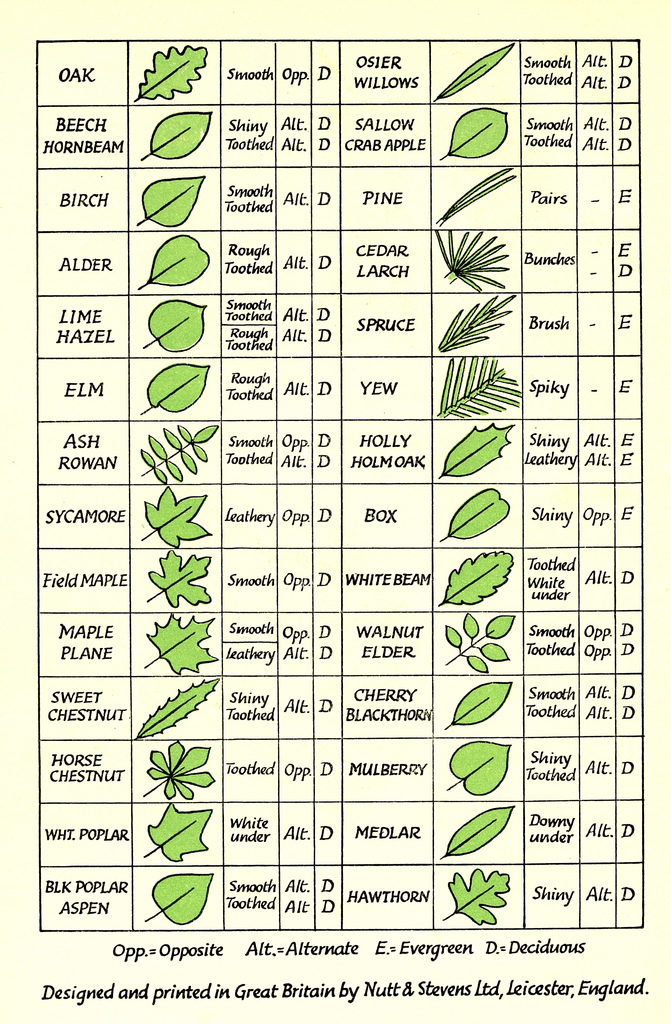 OAK Smooth Opp. D OSIER WILLOWS Smooth Toothed Alt. Alt. D D
BEECH HORNBEAM Shiny Toothed Alt. Alt. D D SALLOW CRAB APPLE Smooth Toothed Alt. Alt. D D
BIRCH Smooth Toothed Alt. D PINE Pairs - E
ALDER Rough Toothed Alt. D CEDAR LARCH Bunches - - E D
LIME HAZEL Smooth Toothed Rough Toothed Alt. Alt. D D SPRUCE Brush - E
ELM Rough Toothed Alt. D YEW Spiky - E
ASH ROWAN Smooth Toothed Opp. Alt. D D HOLLY HOLM OAK Shiny Leathery Alt. Alt. E E
SYCAMORE Leathery Opp. D BOX Shiny Opp. E
Field MAPLE Smooth Opp. D WHITE BEAM Toothed White under Alt. D
MAPLE PLANE Smooth Leathery Opp. Alt. D D WALNUT ELDER Smooth Toothed Opp. Opp. D D
SWEET CHESTNUT Shiny Toothed Alt. D CHERRY BLACKTHORN Smooth Toothed Alt. Alt. D D
HORSE CHESTNUT Toothed Opp. D MULBERRY Shiny Toothed Alt. D
WHT. POPLAR White under Alt. D MEDLAR Downy under Alt. D
BLK POPLAR ASPEN Smooth Toothed Alt. Alt D D HAWTHORN Shiny Alt. D
Opp.=Opposite Alt.=Alternate E.=Evergreen D.=Deciduous
Designed and printed in Great Britain by Nutt & Stevens Ltd, Leicester, England.